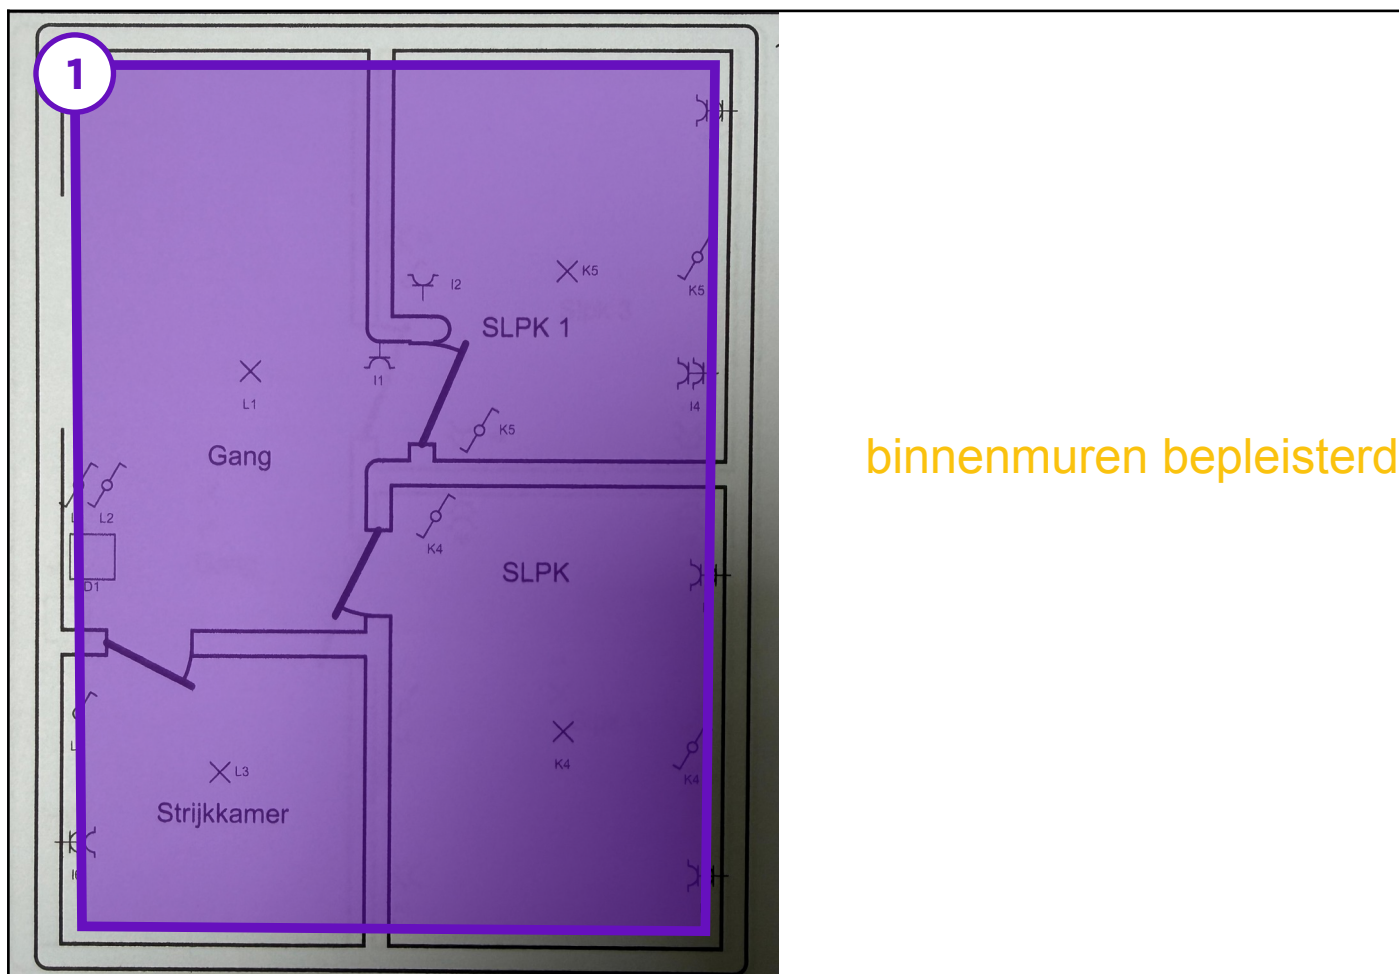 1
K5
I2
K5
SLPK 1
I1
I4
L1
K5
Gang
binnenmuren bepleisterd
L2
K4
SLPK
D1
L3
K4
K4
Strijkkamer